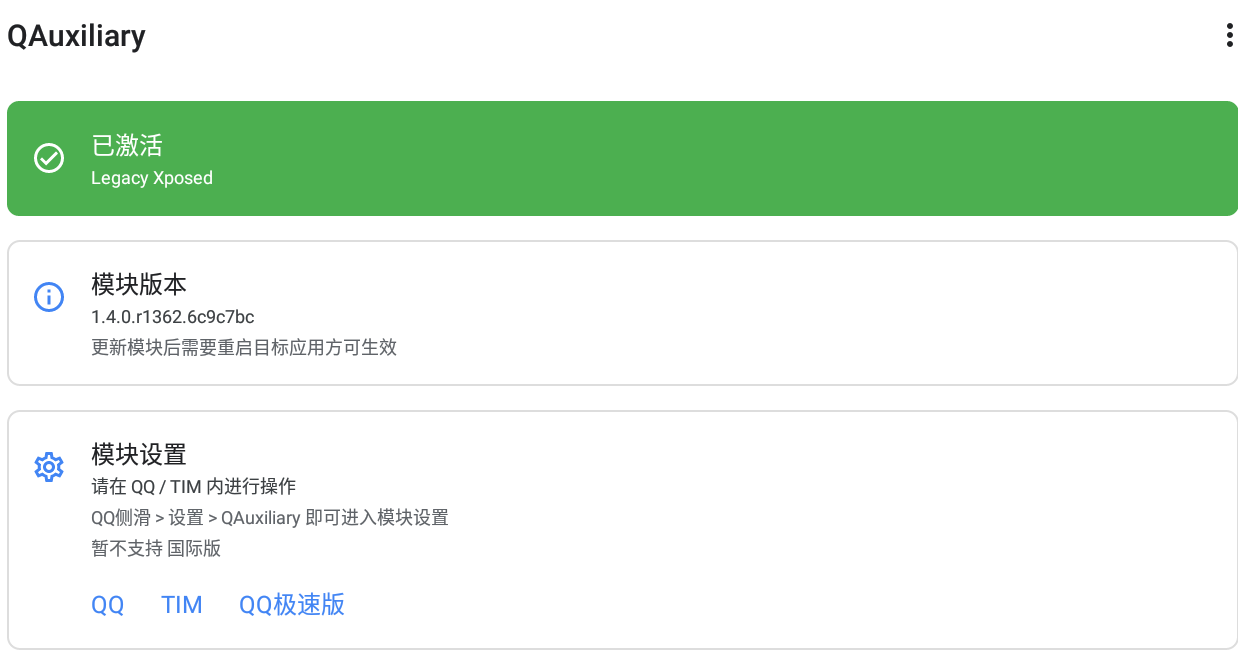 QAuxiliary
已激活
Legacy Xposed
模块版本
1.4.0.r1362.6c9c7bc
更新模块后需要重启目标应用方可生效
模块设置
请在 QQ / TIM 内进行操作
QQ侧滑 > 设置 > QAuxiliary 即可进入模块设置
暂不支持 国际版
QQ TIM QQ极速版